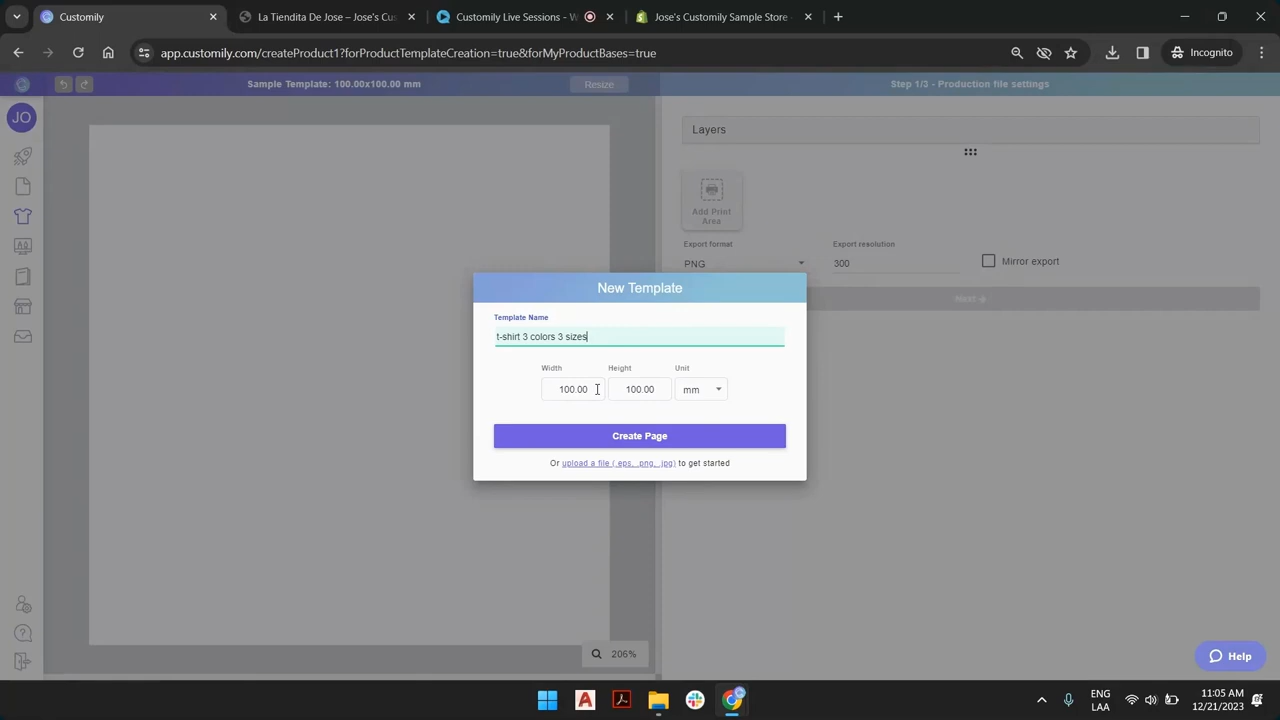 Customily
La Tiendita De Jose – Jose's Cus
Customily Live Sessions - W
Jose's Customily Sample Store
app.customily.com/createProduct1?forProductTemplateCreation=true&forMyProductBases=true
Incognito
Sample Template: 100.00x100.00 mm
Resize
Step 1/3 - Production file settings
JO
Layers
Add Print
Area
Export format
Export resolution
PNG
300
Mirror export
Next
New Template
Template Name
t-shirt 3 colors 3 sizes
Width
Height
Unit
100.00
100.00
mm
Create Page
Or upload a file (.eps, .png, .jpg) to get started
206%
Help
ENG
LAA
11:05 AM
12/21/2023